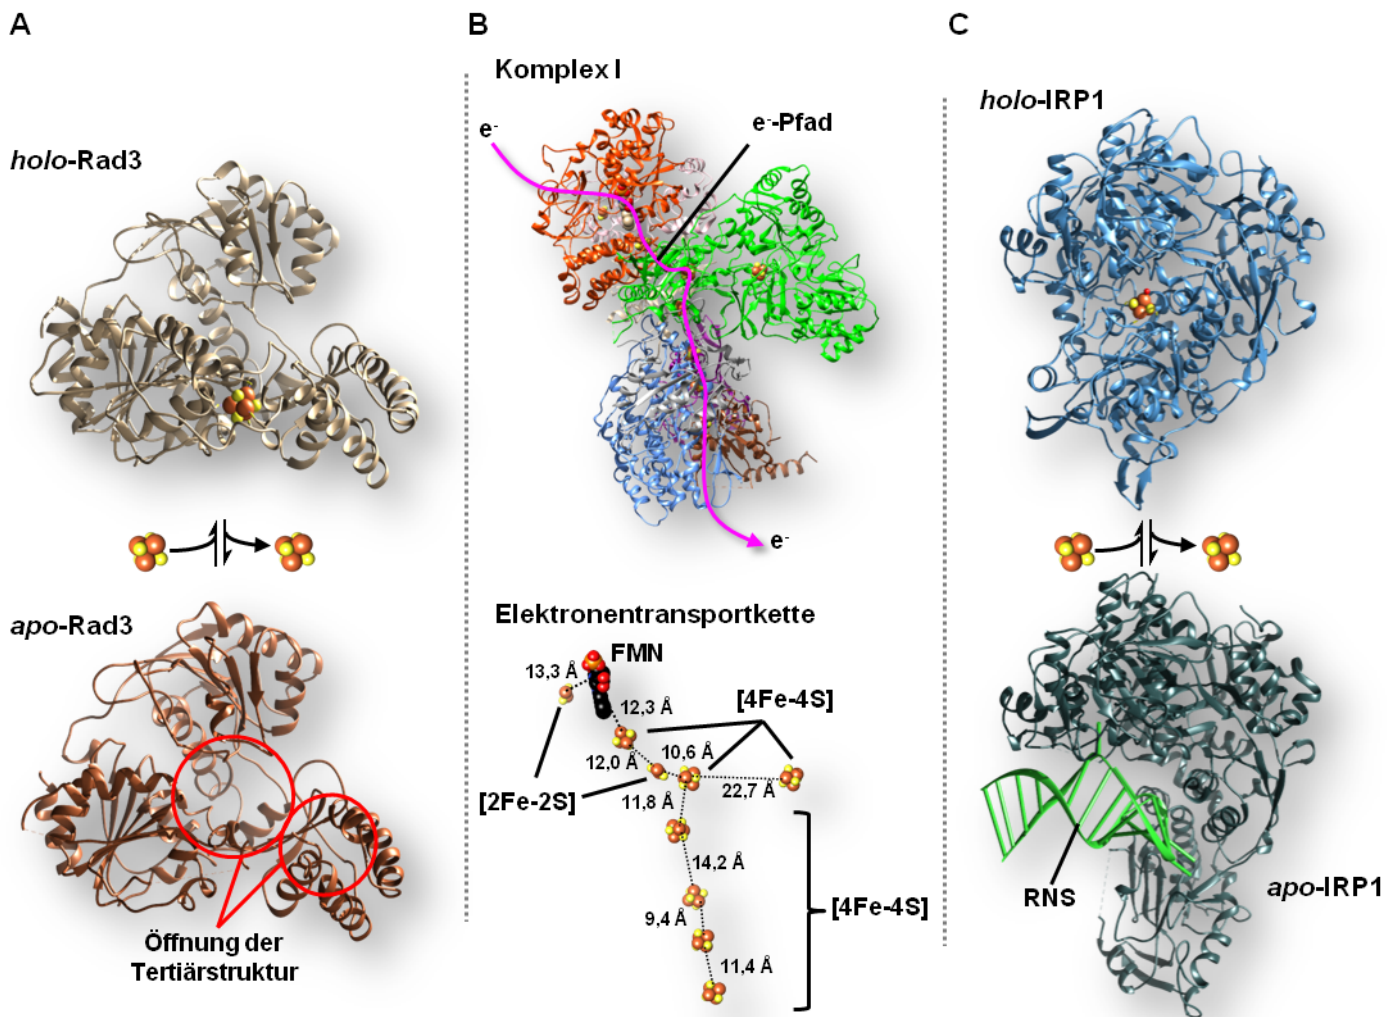 A
holo-Rad3
apo-Rad3
Öffnung der
Tertiärstruktur
B
Komplex I
e-
e--Pfad
e-
Elektronentransportkette
FMN
13,3 Å
[4Fe-4S]
12,3 Å
12,0 Å
10,6 Å
[2Fe-2S]
11,8 Å
22,7 Å
14,2 Å
[4Fe-4S]
9,4 Å
11,4 Å
C
holo-IRP1
RNS
apo-IRP1